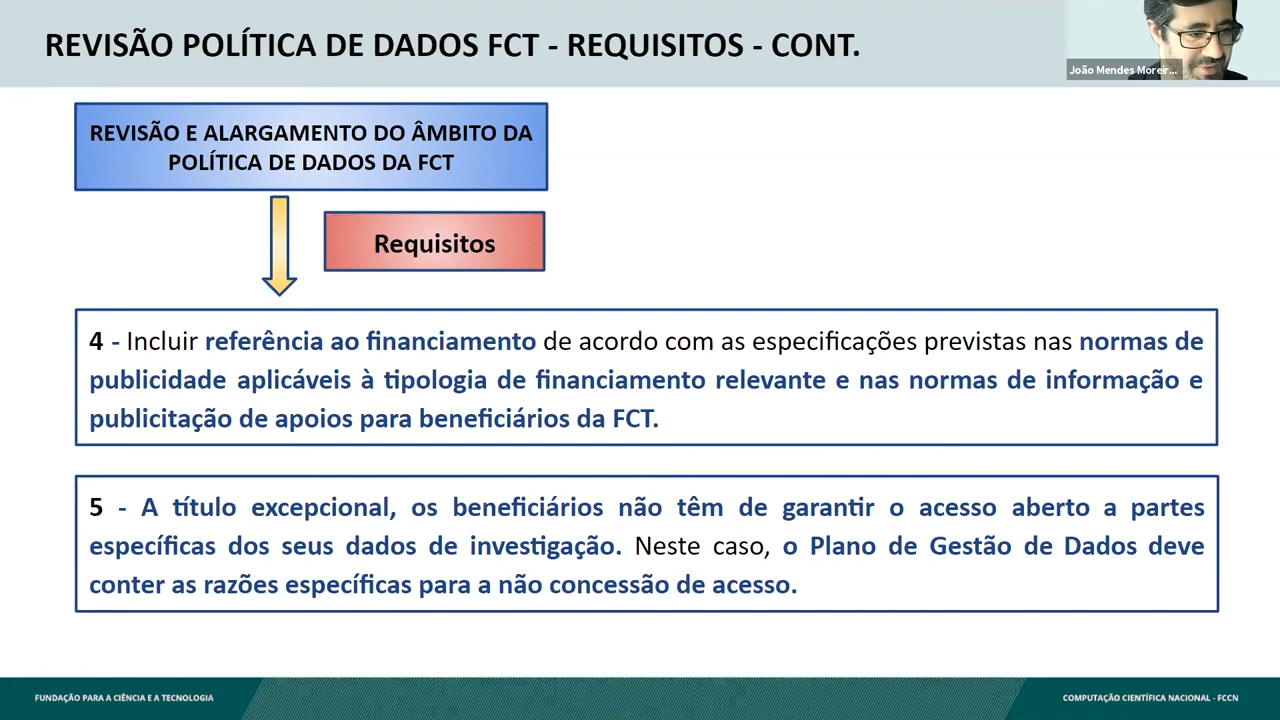 REVISÃO POLÍTICA DE DADOS FCT - REQUISITOS - CONT.
João Mendes Moreir...
REVISÃO E ALARGAMENTO DO ÂMBITO DA
POLÍTICA DE DADOS DA FCT
Requisitos
4 - Incluir referência ao financiamento de acordo com as especificações previstas nas normas de
publicidade aplicáveis à tipologia de financiamento relevante e nas normas de informação e
publicitação de apoios para beneficiários da FCT.
5 - A título excepcional, os beneficiários não têm de garantir o acesso aberto a partes
específicas dos seus dados de investigação. Neste caso, o Plano de Gestão de Dados deve
conter as razões específicas para a não concessão de acesso.
FUNDAÇÃO PARA A CIÊNCIA E A TECNOLOGIA
COMPUTAÇÃO CIENTÍFICA NACIONAL - FCCN